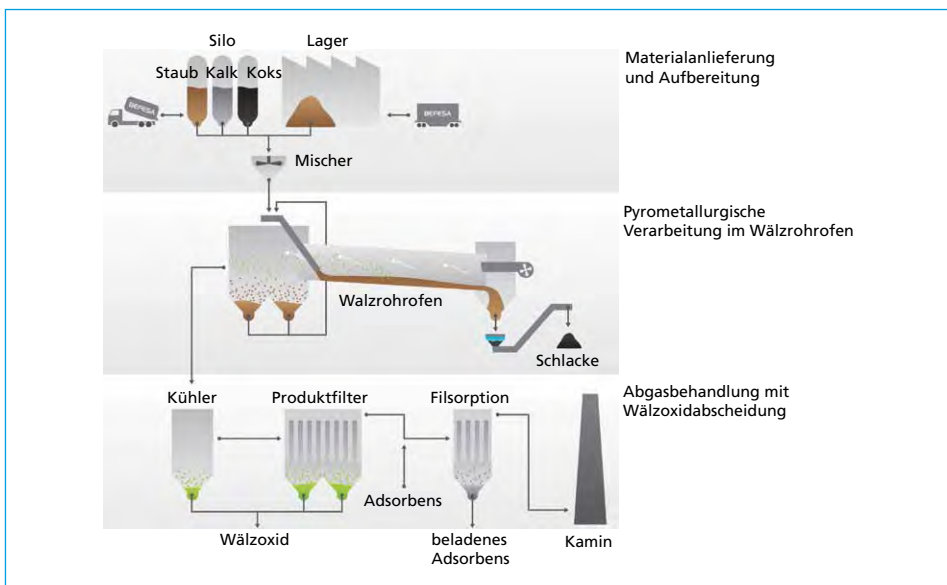 Silo
Lager
Materialanlieferung
und Aufbereitung
Staub Kalk Koks
BEFESA
BEFESA
Mischer
Pyrometallurgische
Verarbeitung im Wälzrohrofen
Walzrohrofen
Schlacke
Abgasbehandlung mit
Wälzoxidabscheidung
Kühler
Produktfilter
Filsorption
Adsorbens
Wälzoxid
beladenes
Adsorbens
Kamin